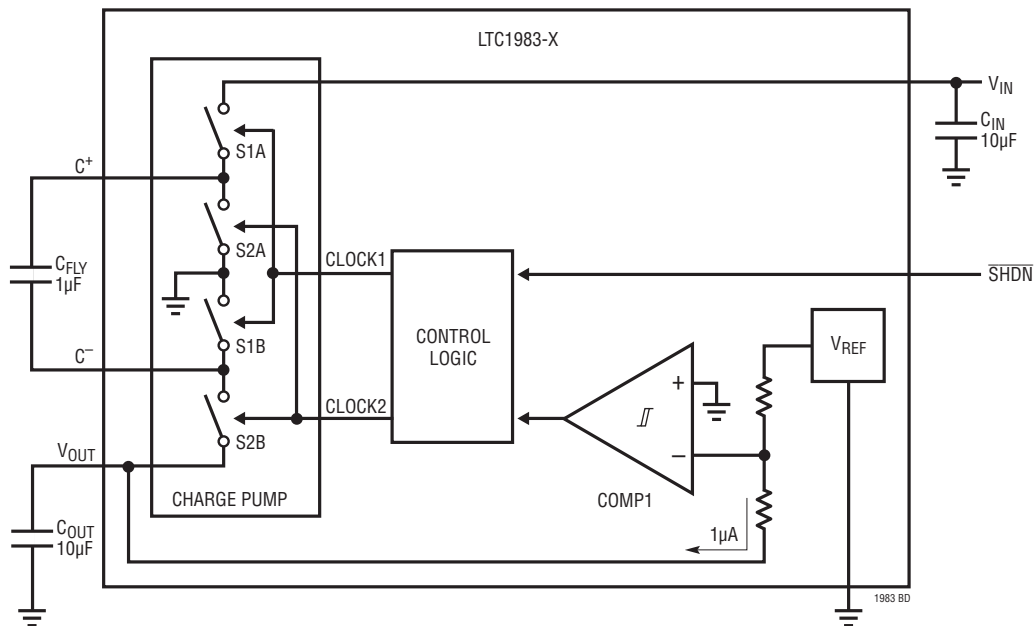 LTC1983-X
VIN
CIN
10µF
S1A
C+
S2A
CLOCK1
CFLY
1µF
SHDN
CONTROL
LOGIC
VREF
S1B
C−
+
CLOCK2
S2B
−
VOUT
COMP1
CHARGE PUMP
1µA
COUT
10µF
1983 BD